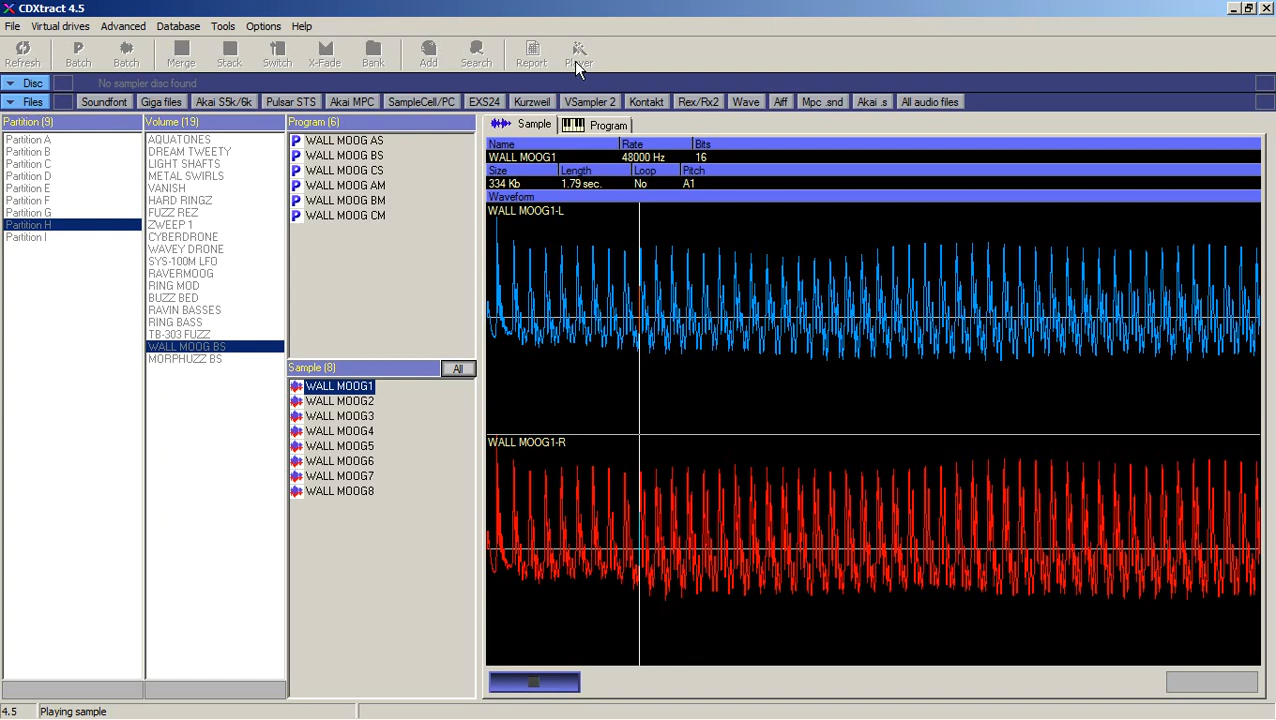 CDXtract 4.5
File Virtual drives Advanced Database Tools Options Help
Refresh Batch Batch Merge Stack Switch X-Fade Bank Add Search Report Player
Disc No sampler disc found
Files Soundfont Giga files Akai S5k/6k Pulsar STS Akai MPC SampleCell/PC EXS24 Kurzweil VSampler 2 Kontakt Rex/Rx2 Wave Aiff Mpc .snd Akai .s All audio files
Partition (9)
Partition A
Partition B
Partition C
Partition D
Partition E
Partition F
Partition G
Partition H
Partition I
Volume (19)
AQUATONES
DREAM TWEETY
LIGHT SHAFTS
METAL SWIRLS
VANISH
HARD RINGZ
FUZZ REZ
ZWEEP 1
CYBERDRONE
WAVEY DRONE
SYS-100M LFO
RAVERMOOG
RING MOD
BUZZ BED
RAVIN BASSES
RING BASS
TB-303 FUZZ
WALL MOOG BS
MORPHUZZ BS
Program (6)
WALL MOOG AS
WALL MOOG BS
WALL MOOG CS
WALL MOOG AM
WALL MOOG BM
WALL MOOG CM
Sample (8) All
WALL MOOG1
WALL MOOG2
WALL MOOG3
WALL MOOG4
WALL MOOG5
WALL MOOG6
WALL MOOG7
WALL MOOG8
Sample Program
Name Rate Bits
WALL MOOG1 48000 Hz 16
Size Length Loop Pitch
334 Kb 1.79 sec. No A1
Waveform
WALL MOOG1-L
WALL MOOG1-R
4.5 Playing sample